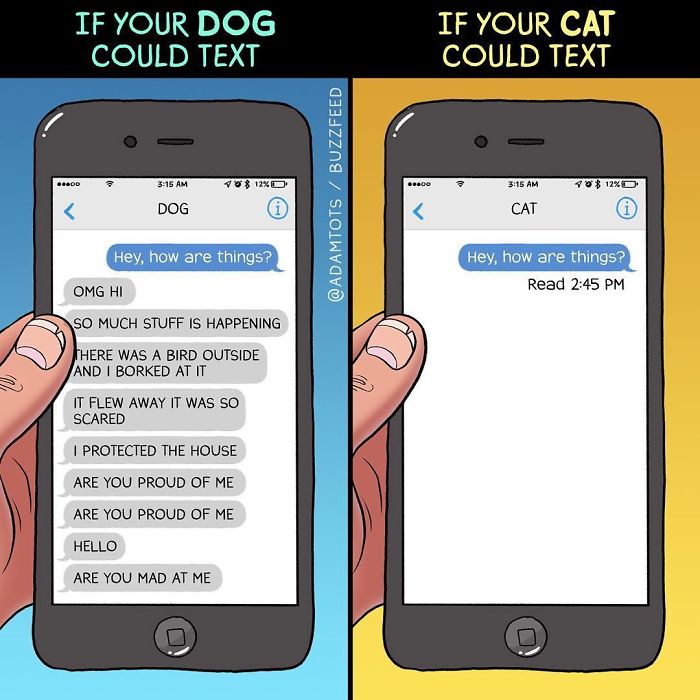 IF YOUR DOG
COULD TEXT
3:15 AM
12%
DOG
Hey, how are things?
OMG HI
SO MUCH STUFF IS HAPPENING
THERE WAS A BIRD OUTSIDE
AND I BORKED AT IT
IT FLEW AWAY IT WAS SO
SCARED
I PROTECTED THE HOUSE
ARE YOU PROUD OF ME
ARE YOU PROUD OF ME
HELLO
ARE YOU MAD AT ME
@ADAMTOTS / BUZZFEED
IF YOUR CAT
COULD TEXT
3:15 AM
12%
CAT
Hey, how are things?
Read 2:45 PM